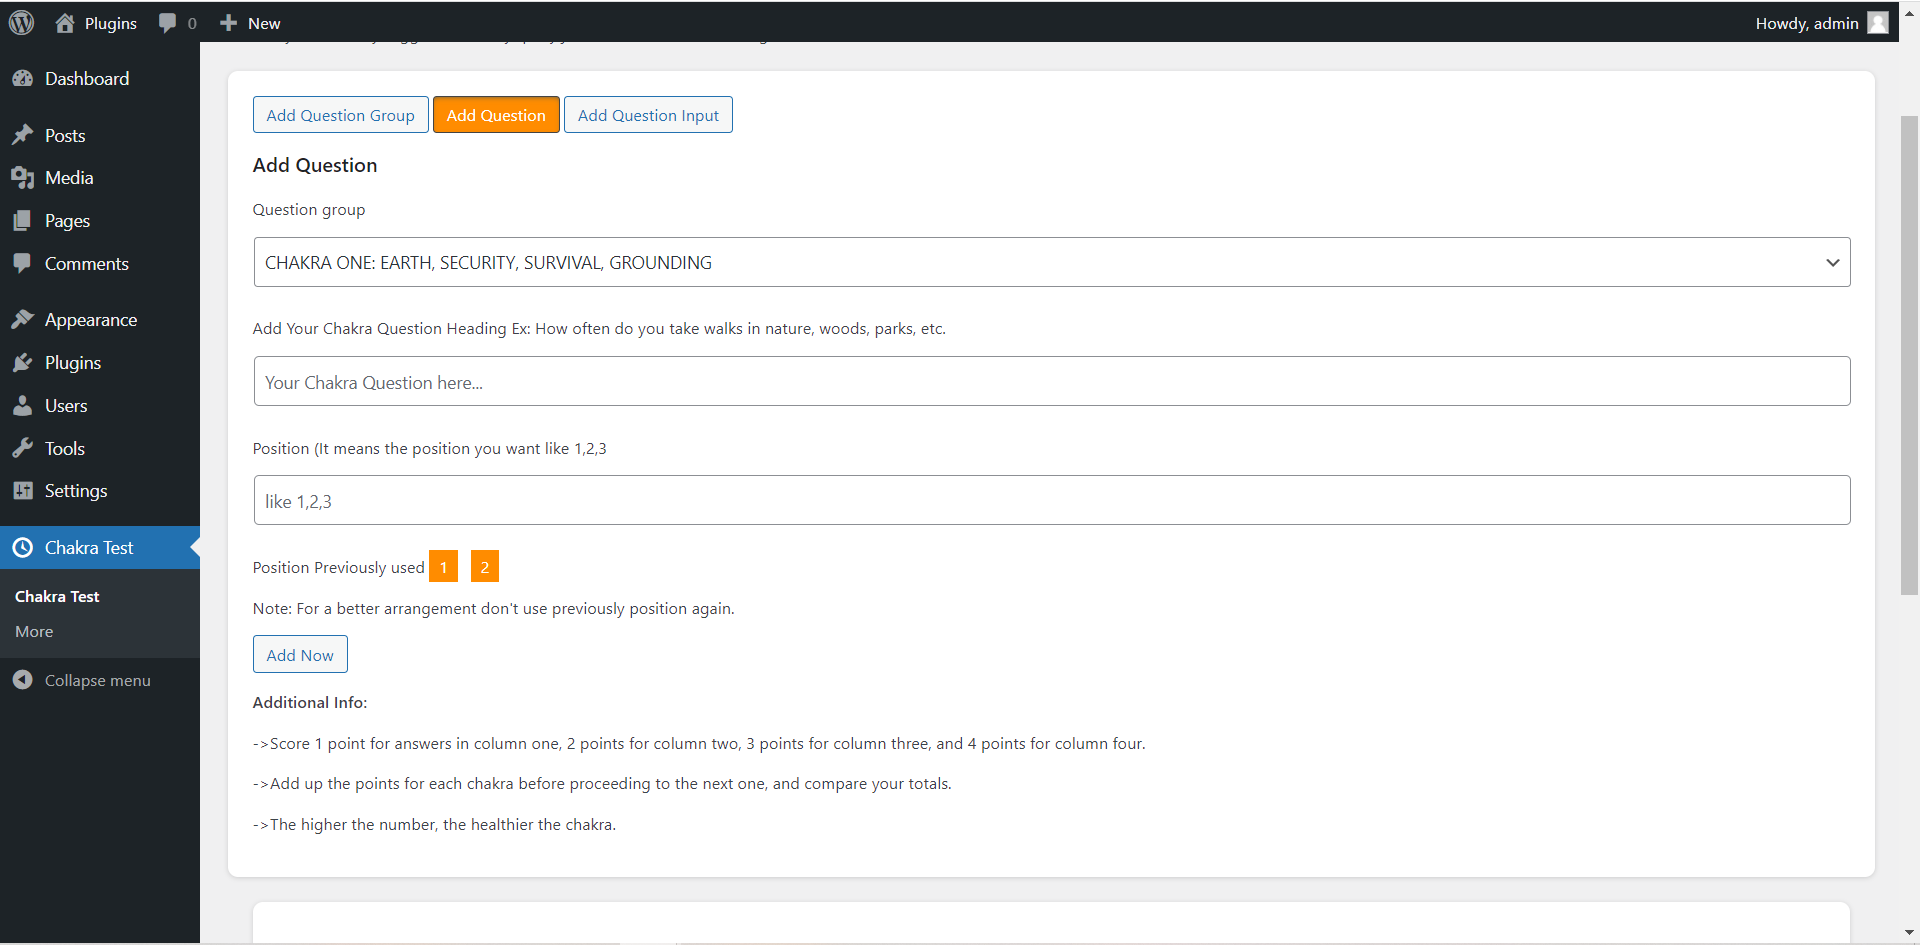 Plugins
0
New
Howdy, admin
Dashboard
Posts
Media
Pages
Comments
Appearance
Plugins
Users
Tools
Settings
Chakra Test
Chakra Test
More
Collapse menu
Add Question Group
Add Question
Add Question Input
Add Question
Question group
CHAKRA ONE: EARTH, SECURITY, SURVIVAL, GROUNDING
Add Your Chakra Question Heading Ex: How often do you take walks in nature, woods, parks, etc.
Your Chakra Question here...
Position (It means the position you want like 1,2,3
like 1,2,3
Position Previously used 1 2
Note: For a better arrangement don't use previously position again.
Add Now
Additional Info:
->Score 1 point for answers in column one, 2 points for column two, 3 points for column three, and 4 points for column four.
->Add up the points for each chakra before proceeding to the next one, and compare your totals.
->The higher the number, the healthier the chakra.